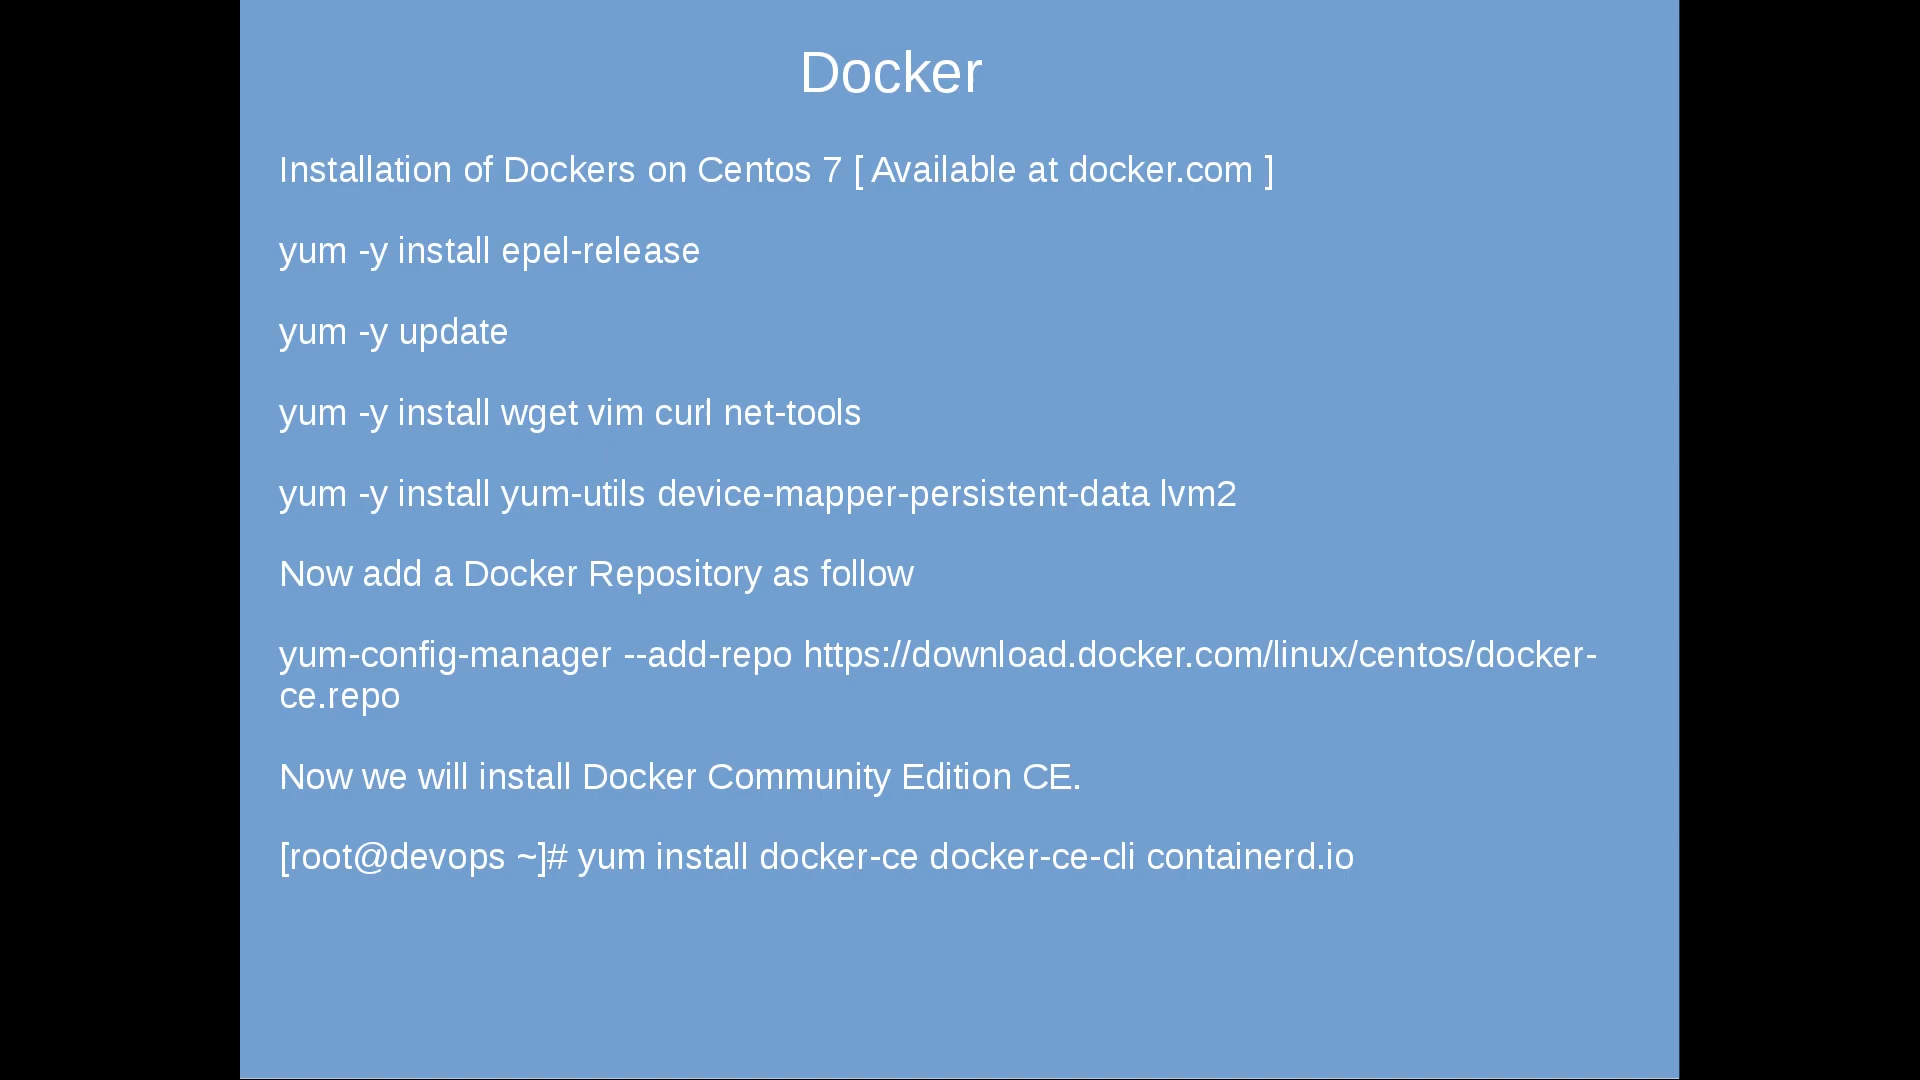 Docker
Installation of Dockers on Centos 7 [ Available at docker.com ]
yum -y install epel-release
yum -y update
yum -y install wget vim curl net-tools
yum -y install yum-utils device-mapper-persistent-data lvm2
Now add a Docker Repository as follow
yum-config-manager --add-repo https://download.docker.com/linux/centos/docker-
ce.repo
Now we will install Docker Community Edition CE.
[root@devops ~]# yum install docker-ce docker-ce-cli containerd.io